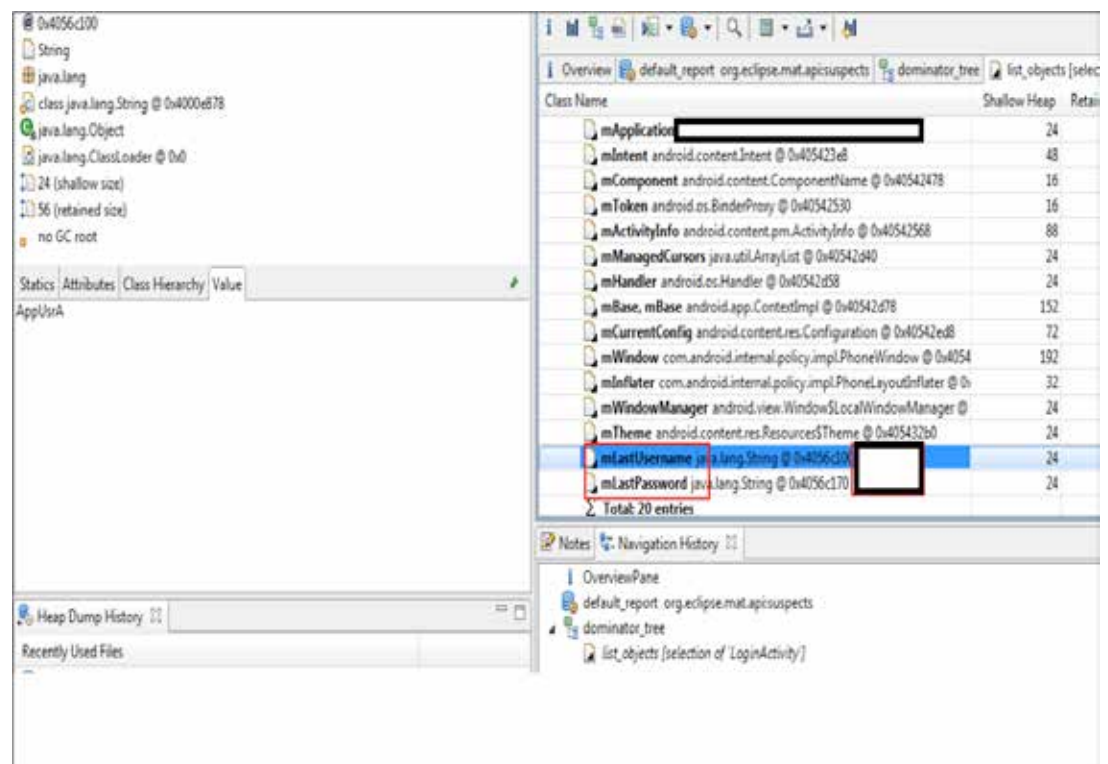 @ 0x4056c100
String
java.lang
class java.lang.String @ 0x4000e878
java.lang.Object
java.lang.ClassLoader @ 0x0
24 (shallow size)
56 (retained size)
no GC root
Statics Attributes Class Hierarchy Value
AppUsrA
Heap Dump History
Recently Used Files
i Overview default_report org.eclipse.mat.api:suspects dominator_tree list_objects [selec
Class Name Shallow Heap Retai
mApplication 24
mIntent android.content.Intent @ 0x405423e8 48
mComponent android.content.ComponentName @ 0x40542478 16
mToken android.os.BinderProxy @ 0x40542530 16
mActivityInfo android.content.pm.ActivityInfo @ 0x40542568 88
mManagedCursors java.util.ArrayList @ 0x40542d40 24
mHandler android.os.Handler @ 0x40542d58 24
mBase, mBase android.app.ContextImpl @ 0x40542d78 152
mCurrentConfig android.content.res.Configuration @ 0x40542ed8 72
mWindow com.android.internal.policy.impl.PhoneWindow @ 0x4054 192
mInflater com.android.internal.policy.impl.PhoneLayoutInflater @ 0x 32
mWindowManager android.view.Window$LocalWindowManager @ 24
mTheme android.content.res.Resources$Theme @ 0x405432b0 24
mLastUsername java.lang.String @ 0x4056c100 24
mLastPassword java.lang.String @ 0x4056c170 24
Σ Total: 20 entries
Notes Navigation History
i OverviewPane
default_report org.eclipse.mat.api:suspects
dominator_tree
list_objects [selection of 'LoginActivity']